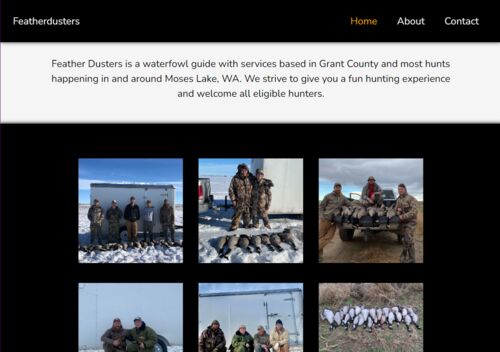 Featherdusters
Home About Contact
Feather Dusters is a waterfowl guide with services based in Grant County and most hunts
happening in and around Moses Lake, WA. We strive to give you a fun hunting experience
and welcome all eligible hunters.